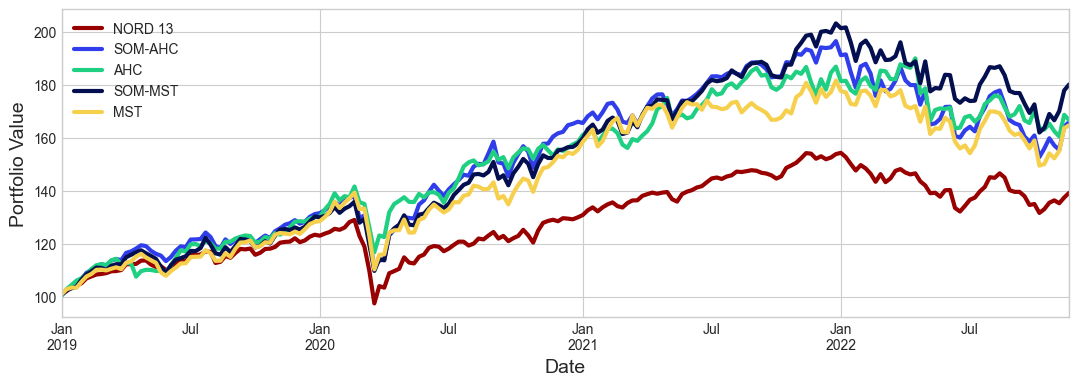 Portfolio Value
200
180
160
140
120
100
NORD 13
SOM-AHC
AHC
SOM-MST
MST
Jan Jul Jan Jul Jan Jul Jan Jul
2019 2020 2021 2022
Date